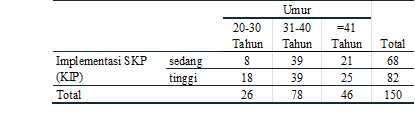 Umur
20-30 Tahun 31-40 Tahun =41 Tahun Total
Implementasi SKP (KIP) sedang 8 39 21 68
tinggi 18 39 25 82
Total 26 78 46 150